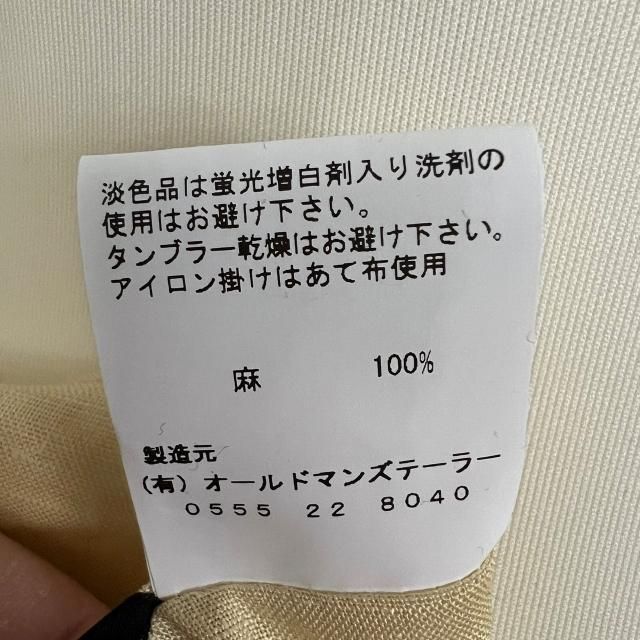 淡色品は蛍光増白剤入り洗剤の
使用はお避け下さい。
タンブラー乾燥はお避け下さい。
アイロン掛けはあて布使用
麻 100%
製造元
(有) オールドマンズテーラー
0555 22 8040